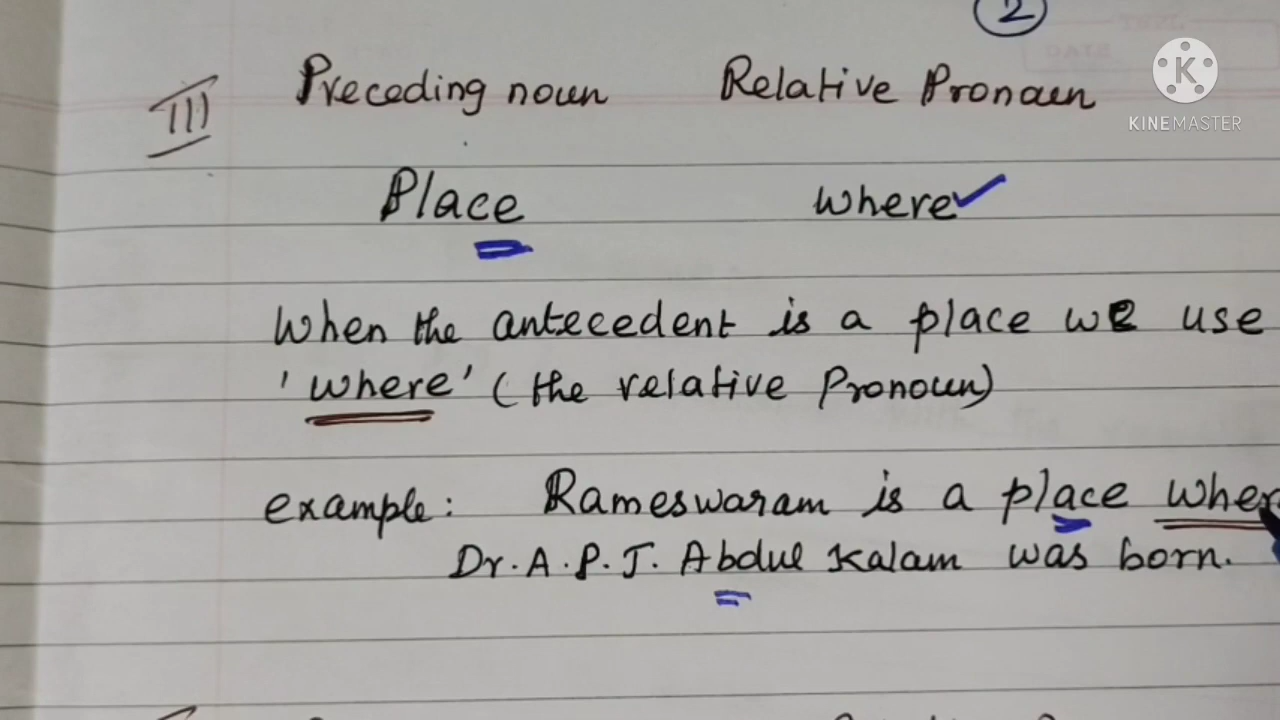 2
III Preceding noun Relative Pronoun
K
KINEMASTER
Place where
When the antecedent is a place we use
'where' (the relative Pronoun)
example: Rameswaram is a place wher
Dr. A. P. J. Abdul Kalam was born.